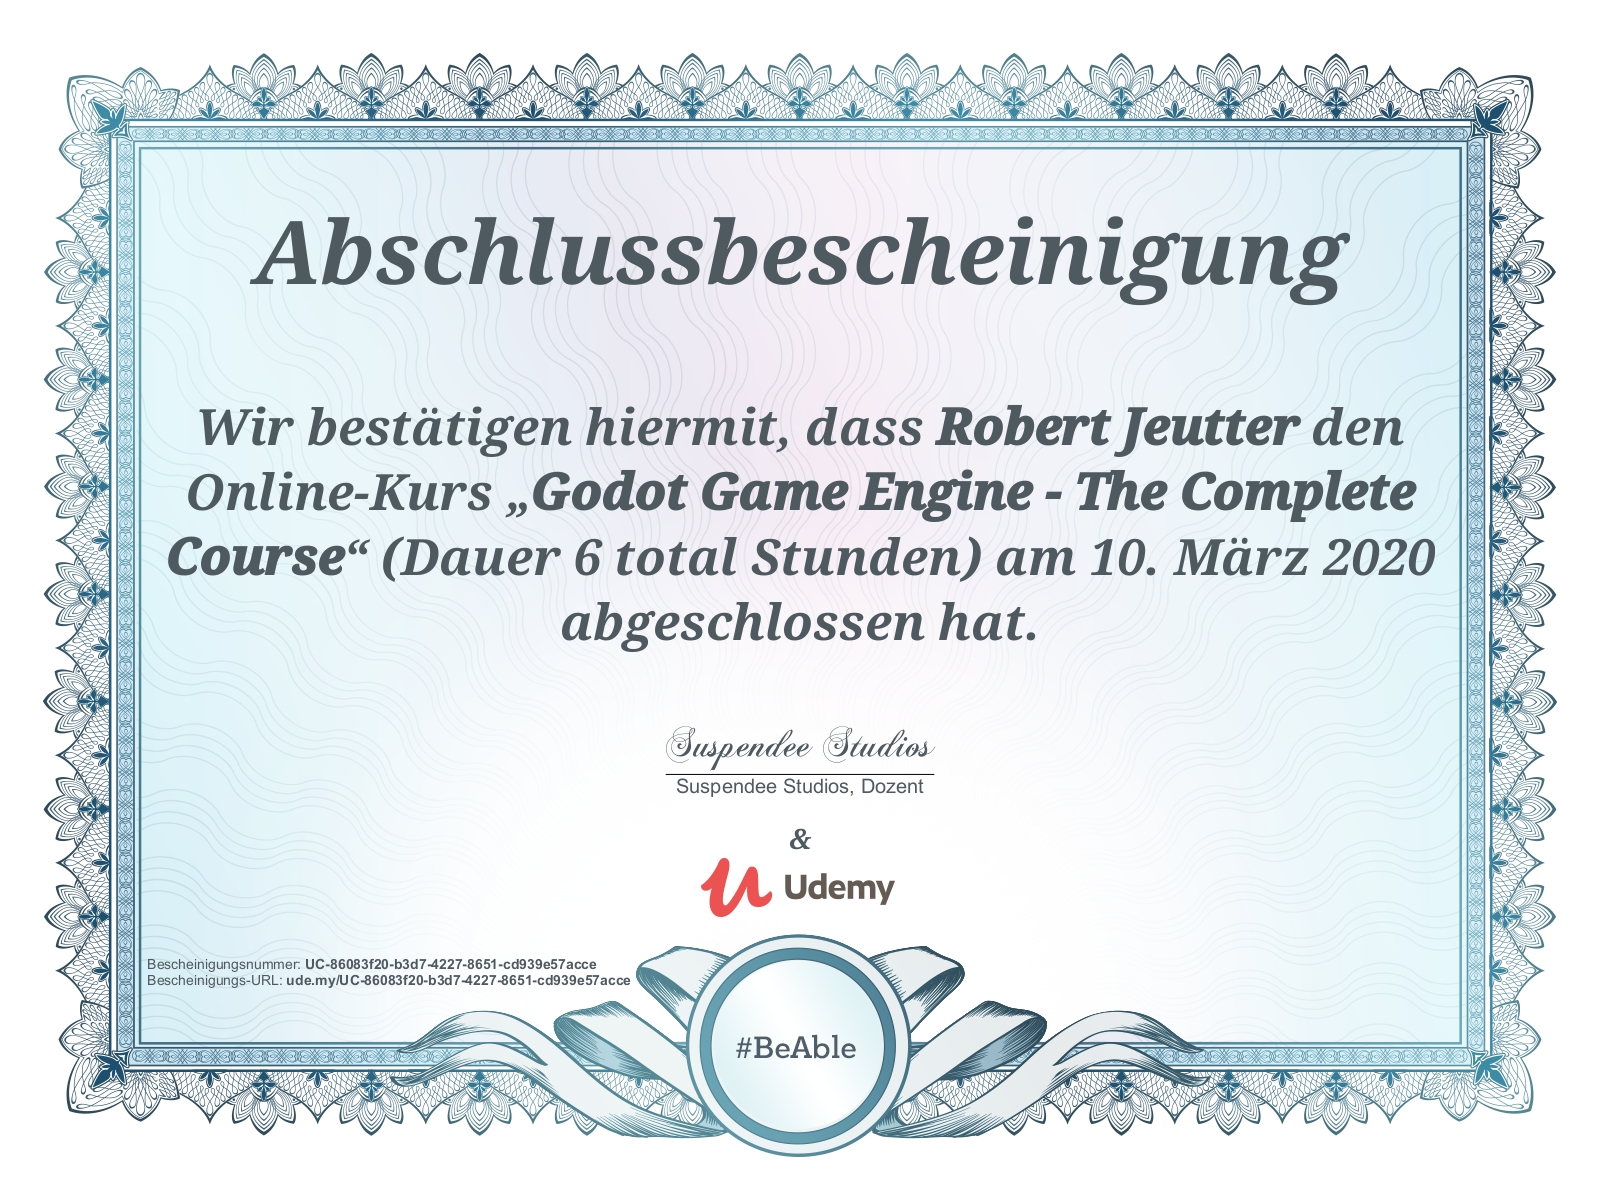 Abschlussbescheinigung
Wir bestätigen hiermit, dass Robert Jeutter den
Online-Kurs „Godot Game Engine - The Complete
Course“ (Dauer 6 total Stunden) am 10. März 2020
abgeschlossen hat.
Suspendee Studios
Suspendee Studios, Dozent
&
Udemy
Bescheinigungsnummer: UC-86083f20-b3d7-4227-8651-cd939e57acce
Bescheinigungs-URL: ude.my/UC-86083f20-b3d7-4227-8651-cd939e57acce
#BeAble